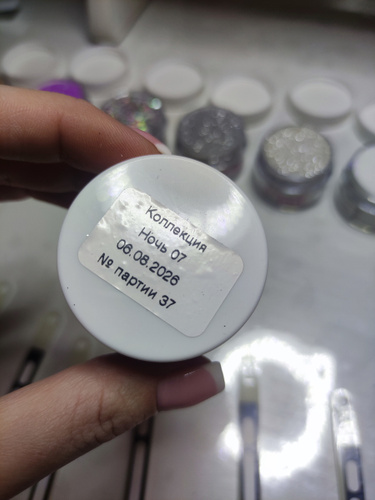 Коллекция
Ночь 07
06.08.2026
№ партии 37